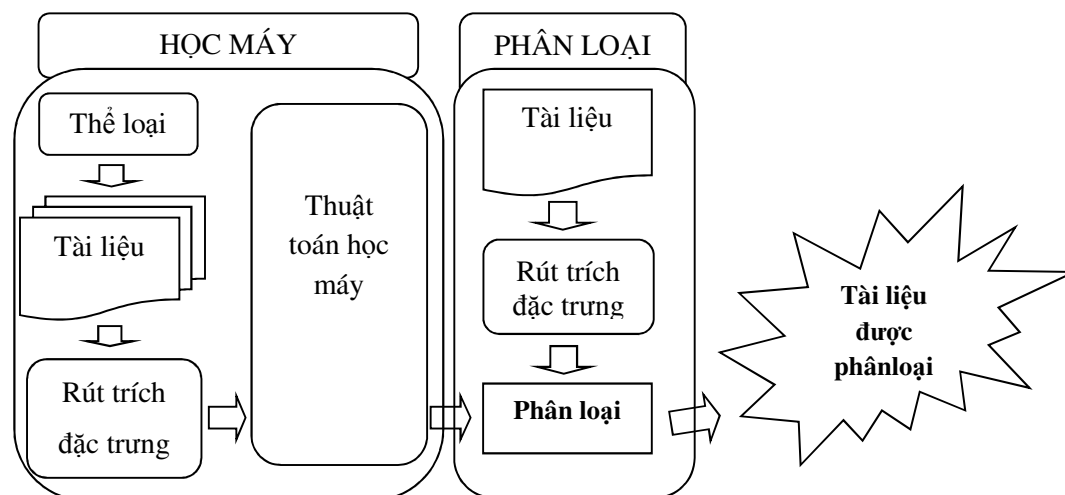 HỌC MÁY
Thể loại
Tài liệu
Rút trích
đặc trưng
Thuật
toán học
máy
PHÂN LOẠI
Tài liệu
Rút trích
đặc trưng
Phân loại
Tài liệu
được
phânloại